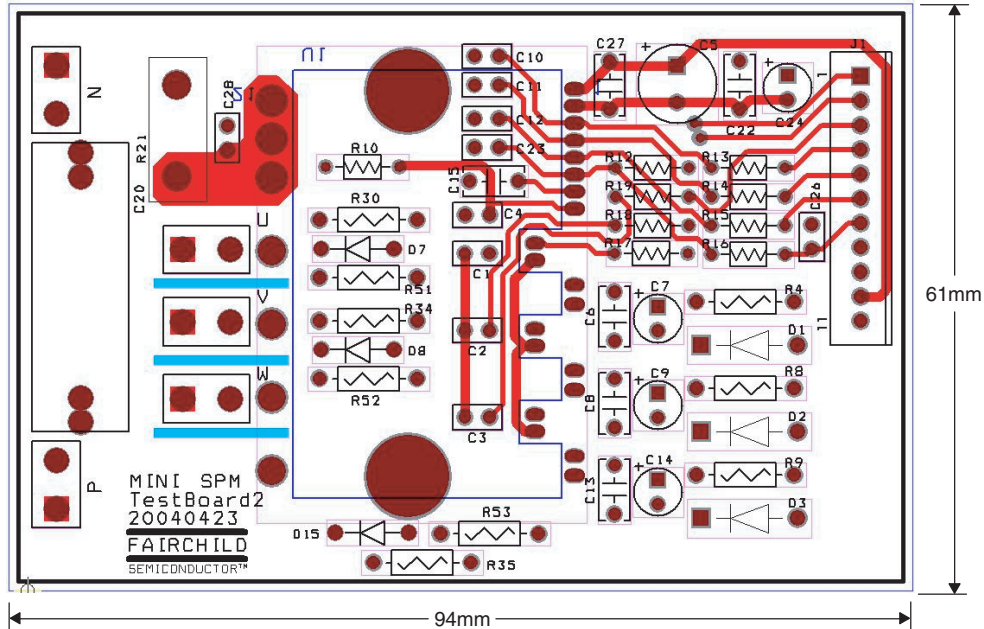 N
C28
R21
C20
U1
C10
C11
C12
C23
C27
C5
C22
C24
J1
1
R10
C15
C4
R12
R13
R19
R14
R18
R15
R17
R16
C26
R30
D7
R51
C1
U
V
W
R34
D8
R52
C2
C3
C6
C7
R4
D1
11
C8
C9
R8
D2
C13
C14
R9
D3
P
MINI SPM
TestBoard2
20040423
FAIRCHILD
SEMICONDUCTOR™
D15
R53
R35
61mm
94mm